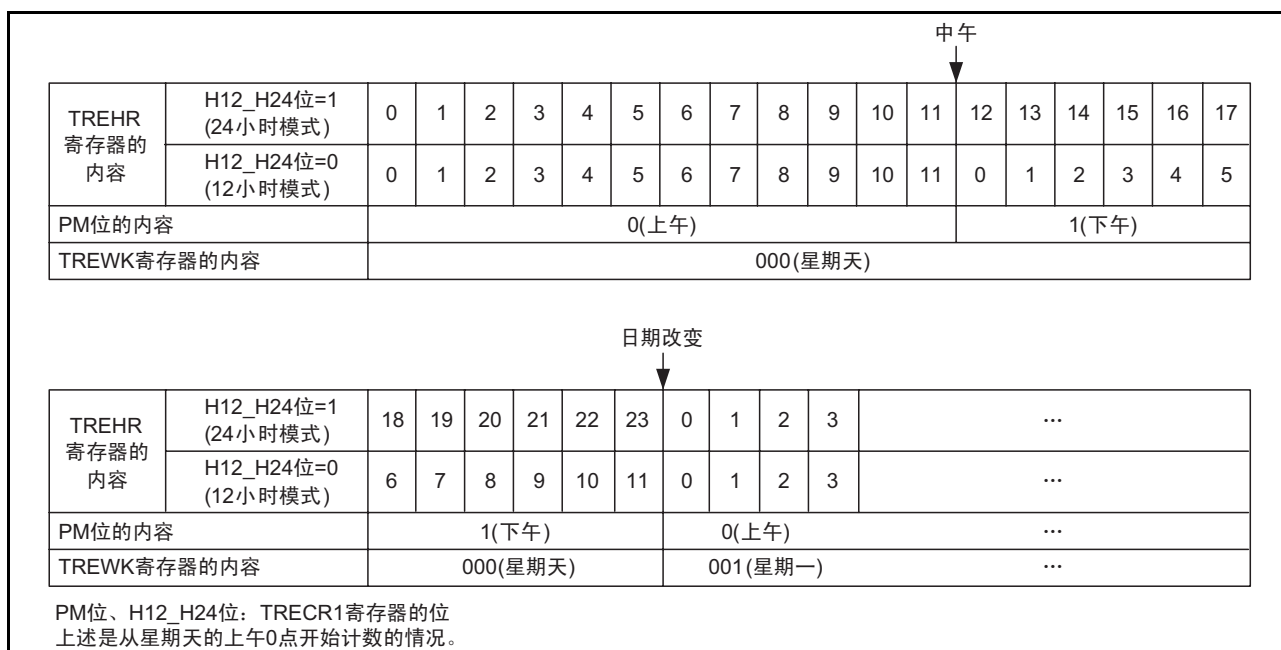 中午
TREHR
寄存器的
内容
H12_H24位=1
(24小时模式)
0 1 2 3 4 5 6 7 8 9 10 11 12 13 14 15 16 17
H12_H24位=0
(12小时模式)
0 1 2 3 4 5 6 7 8 9 10 11 0 1 2 3 4 5
PM位的内容 0(上午) 1(下午)
TREWK寄存器的内容 000(星期天)
日期改变
TREHR
寄存器的
内容
H12_H24位=1
(24小时模式)
18 19 20 21 22 23 0 1 2 3 …
H12_H24位=0
(12小时模式)
6 7 8 9 10 11 0 1 2 3 …
PM位的内容 1(下午) 0(上午) …
TREWK寄存器的内容 000(星期天) 001(星期一) …
PM位、H12_H24位：TRECR1寄存器的位
上述是从星期天的上午0点开始计数的情况。